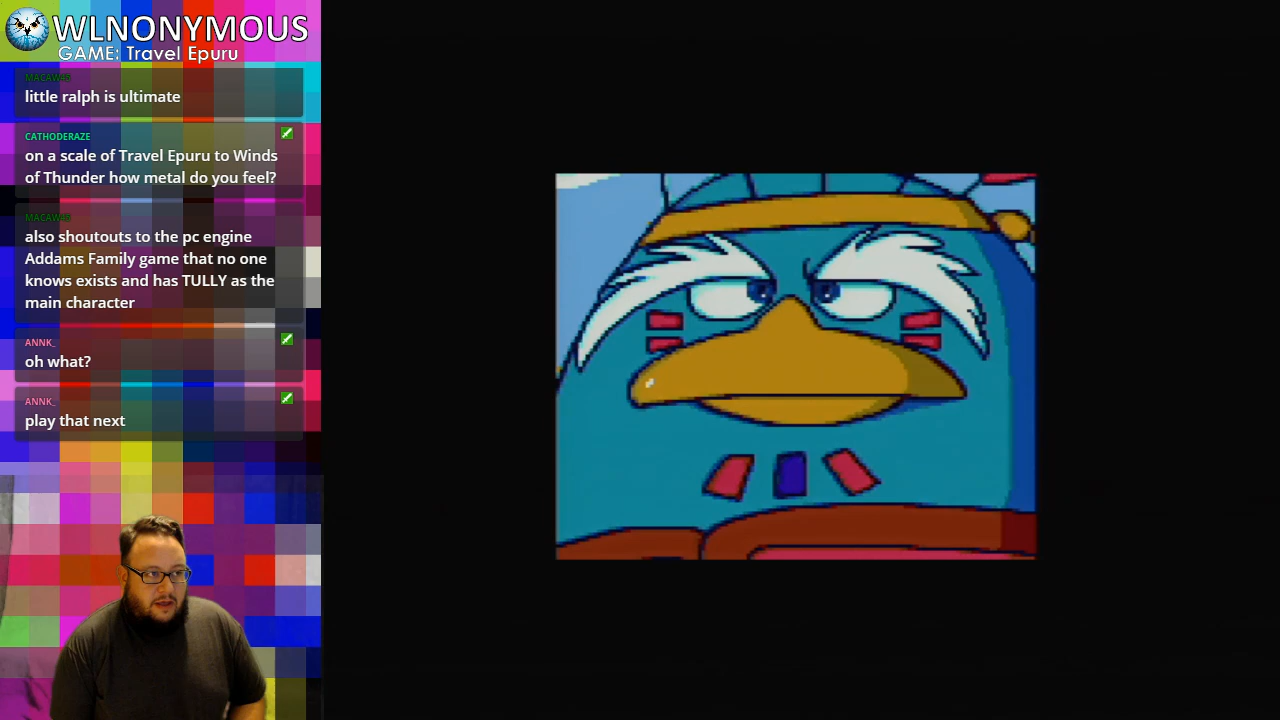 WLNONYMOUS
GAME: Travel Epuru
little ralph is ultimate
CATHODERAZE
on a scale of Travel Epuru to Winds
of Thunder how metal do you feel?
also shoutouts to the pc engine
Addams Family game that no one
knows exists and has TULLY as the
main character
ANNK_
oh what?
ANNK_
play that next